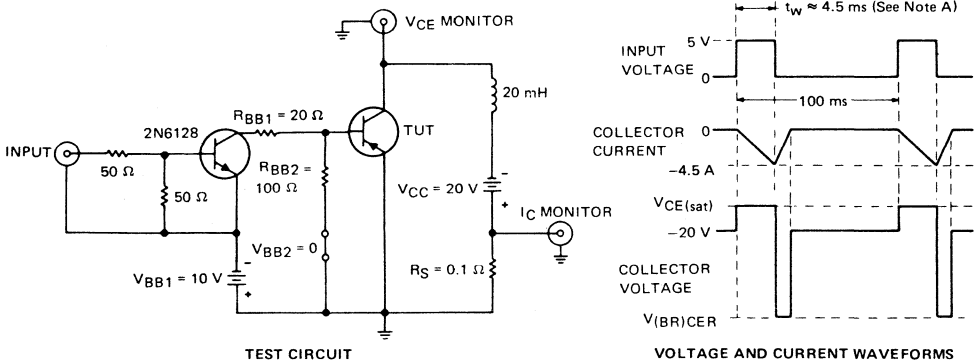 V_CE MONITOR
20 mH
2N6128
R_BB1 = 20 Ω
TUT
INPUT
50 Ω
R_BB2 = 100 Ω
50 Ω
V_CC = 20 V
-
+
I_C MONITOR
V_BB2 = 0
V_BB1 = 10 V
-
+
R_S = 0.1 Ω
TEST CIRCUIT
t_w ≈ 4.5 ms (See Note A)
5 V
INPUT VOLTAGE
0
100 ms
COLLECTOR CURRENT
0
-4.5 A
V_CE(sat)
-20 V
COLLECTOR VOLTAGE
V_(BR)CER
VOLTAGE AND CURRENT WAVEFORMS